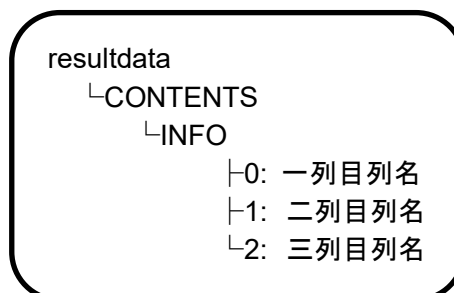 resultdata
└CONTENTS
└INFO
├0: 一列目列名
├1: 二列目列名
└2: 三列目列名